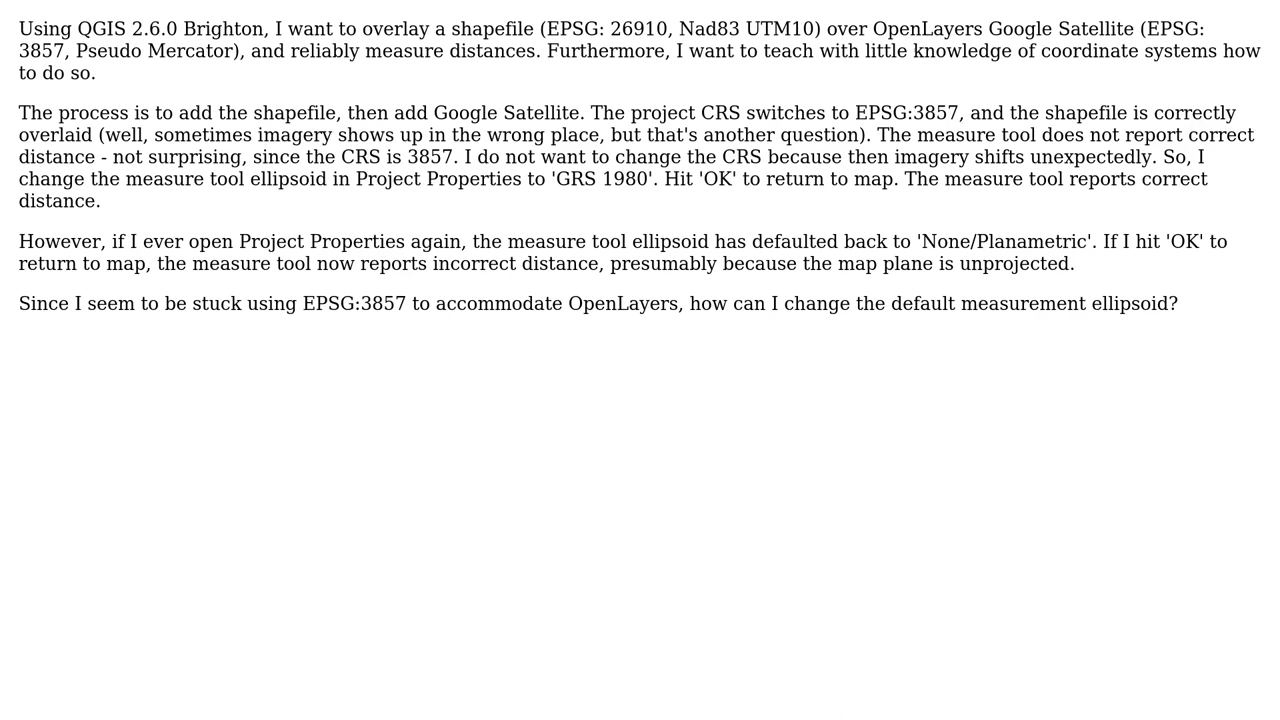 Using QGIS 2.6.0 Brighton, I want to overlay a shapefile (EPSG: 26910, Nad83 UTM10) over OpenLayers Google Satellite (EPSG:
3857, Pseudo Mercator), and reliably measure distances. Furthermore, I want to teach with little knowledge of coordinate systems how
to do so.
The process is to add the shapefile, then add Google Satellite. The project CRS switches to EPSG:3857, and the shapefile is correctly
overlaid (well, sometimes imagery shows up in the wrong place, but that's another question). The measure tool does not report correct
distance - not surprising, since the CRS is 3857. I do not want to change the CRS because then imagery shifts unexpectedly. So, I
change the measure tool ellipsoid in Project Properties to 'GRS 1980'. Hit 'OK' to return to map. The measure tool reports correct
distance.
However, if I ever open Project Properties again, the measure tool ellipsoid has defaulted back to 'None/Planametric'. If I hit 'OK' to
return to map, the measure tool now reports incorrect distance, presumably because the map plane is unprojected.
Since I seem to be stuck using EPSG:3857 to accommodate OpenLayers, how can I change the default measurement ellipsoid?